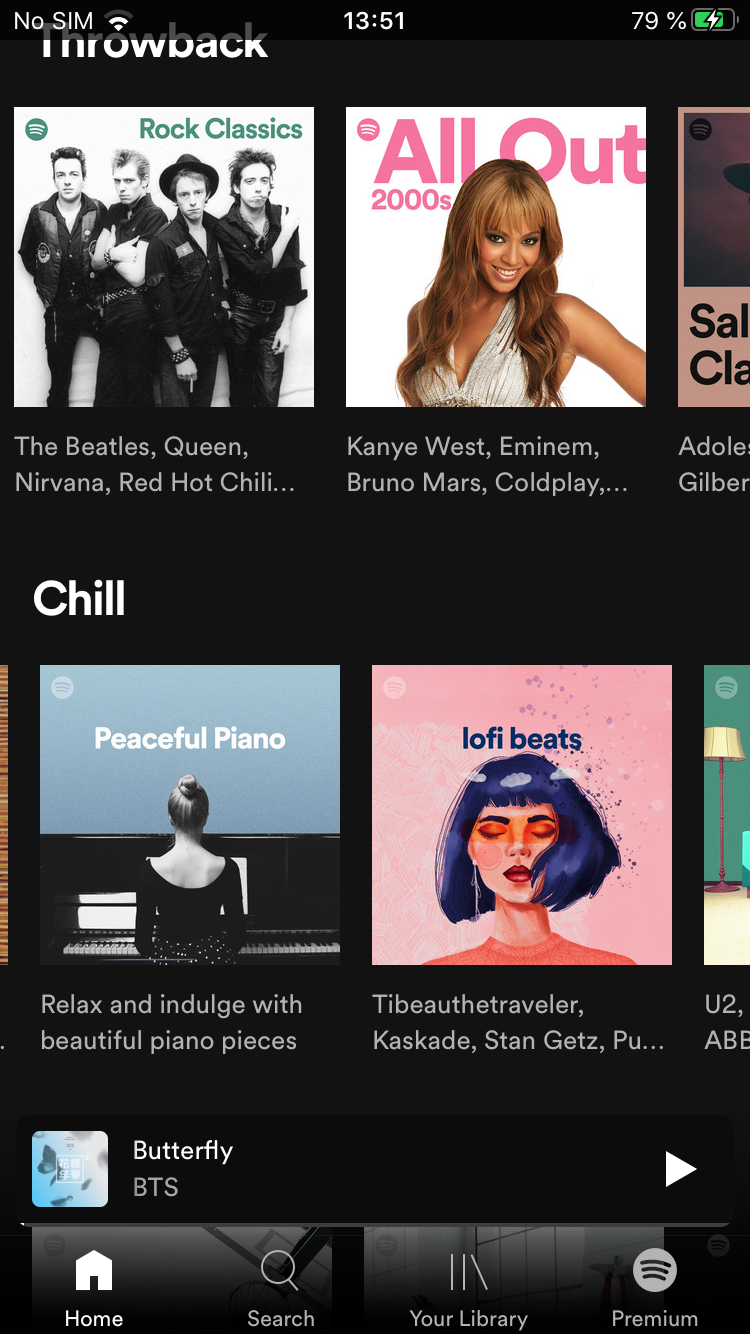 No SIM 13:51 79 %
Throwback
Rock Classics
All Out
2000s
Sal
Cla
The Beatles, Queen,
Nirvana, Red Hot Chili...
Kanye West, Eminem,
Bruno Mars, Coldplay,...
Adoles
Gilber
Chill
Peaceful Piano
lofi beats
Relax and indulge with
beautiful piano pieces
Tibeauthetraveler,
Kaskade, Stan Getz, Pu...
U2,
ABB
Butterfly
BTS
Home
Search
Your Library
Premium